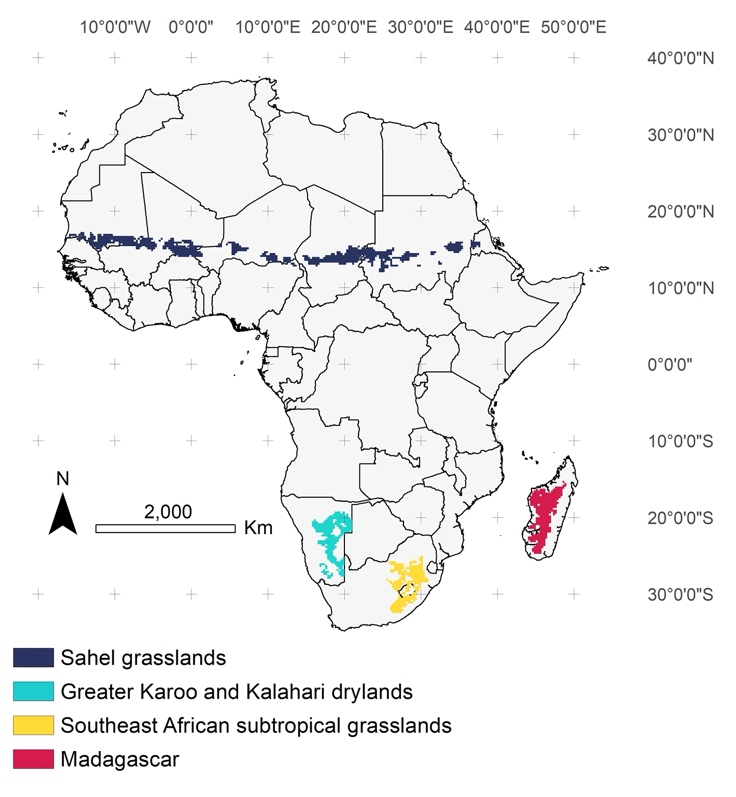 10°0'0"W 0°0'0" 10°0'0"E 20°0'0"E 30°0'0"E 40°0'0"E 50°0'0"E
40°0'0"N
30°0'0"N
20°0'0"N
10°0'0"N
0°0'0"
10°0'0"S
20°0'0"S
30°0'0"S
N
2,000
Km
Sahel grasslands
Greater Karoo and Kalahari drylands
Southeast African subtropical grasslands
Madagascar